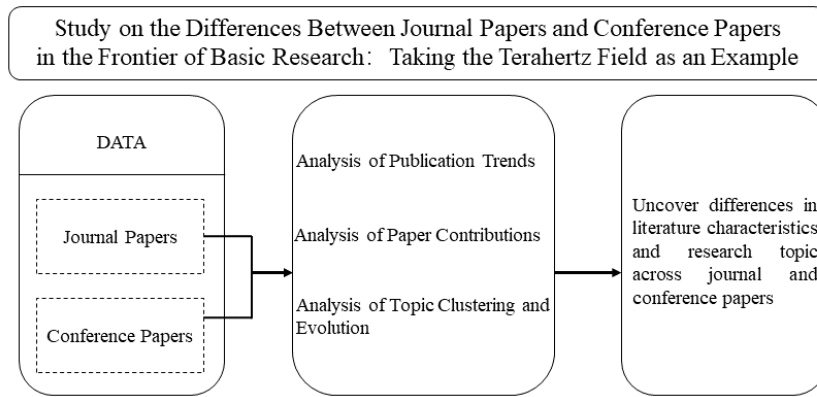 Study on the Differences Between Journal Papers and Conference Papers
in the Frontier of Basic Research: Taking the Terahertz Field as an Example
DATA
Journal Papers
Conference Papers
Analysis of Publication Trends
Analysis of Paper Contributions
Analysis of Topic Clustering and
Evolution
Uncover differences in
literature characteristics
and research topic
across journal and
conference papers